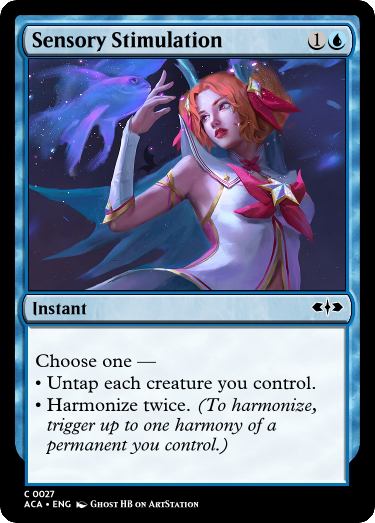 Sensory Stimulation 1
Instant
Choose one —
• Untap each creature you control.
• Harmonize twice. (To harmonize,
trigger up to one harmony of a
permanent you control.)
C 0027
ACA • ENG Ghost HB on ArtStation